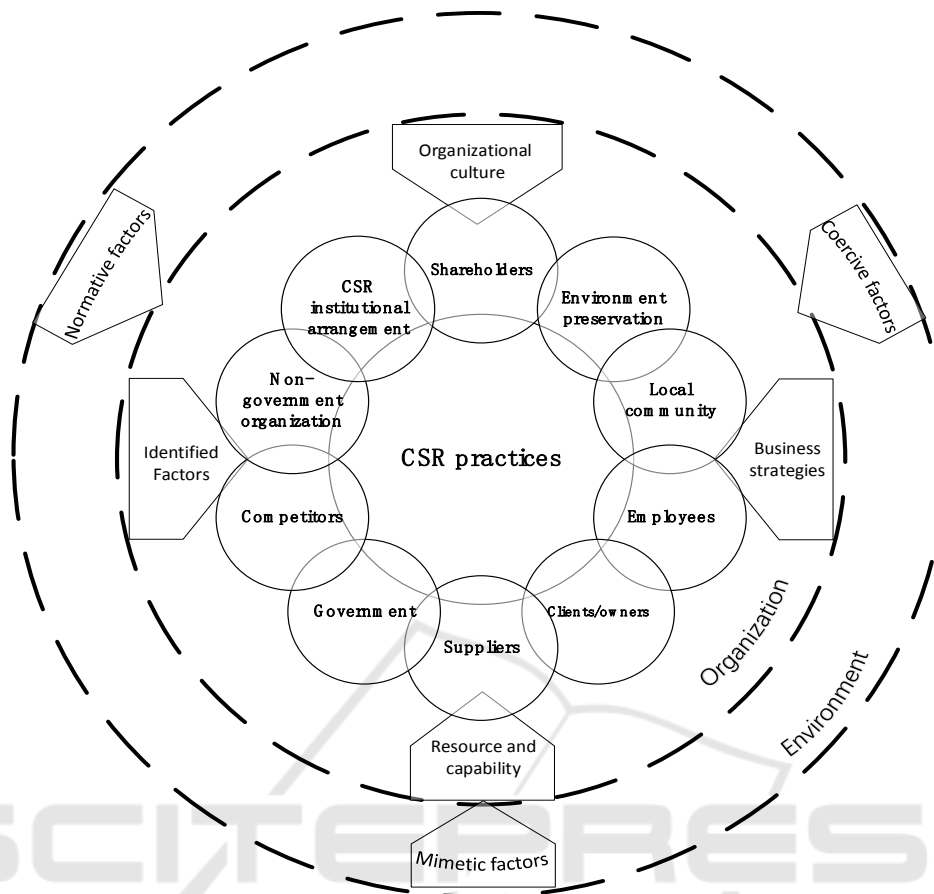 Organizational
culture
Normative factors
Coercive factors
Shareholders
CSR
institutional
arrangement
Environment
preservation
Non-
government
organization
Local
community
Identified
Factors
CSR practices
Business
strategies
Competitors
Employees
Government
Clients/owners
Suppliers
Organization
Environment
Resource and
capability
Mimetic factors
SCITEPRES